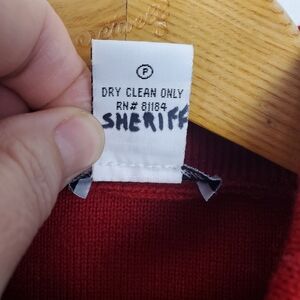 P
DRY CLEAN ONLY
RN# 81184
SHERIFF